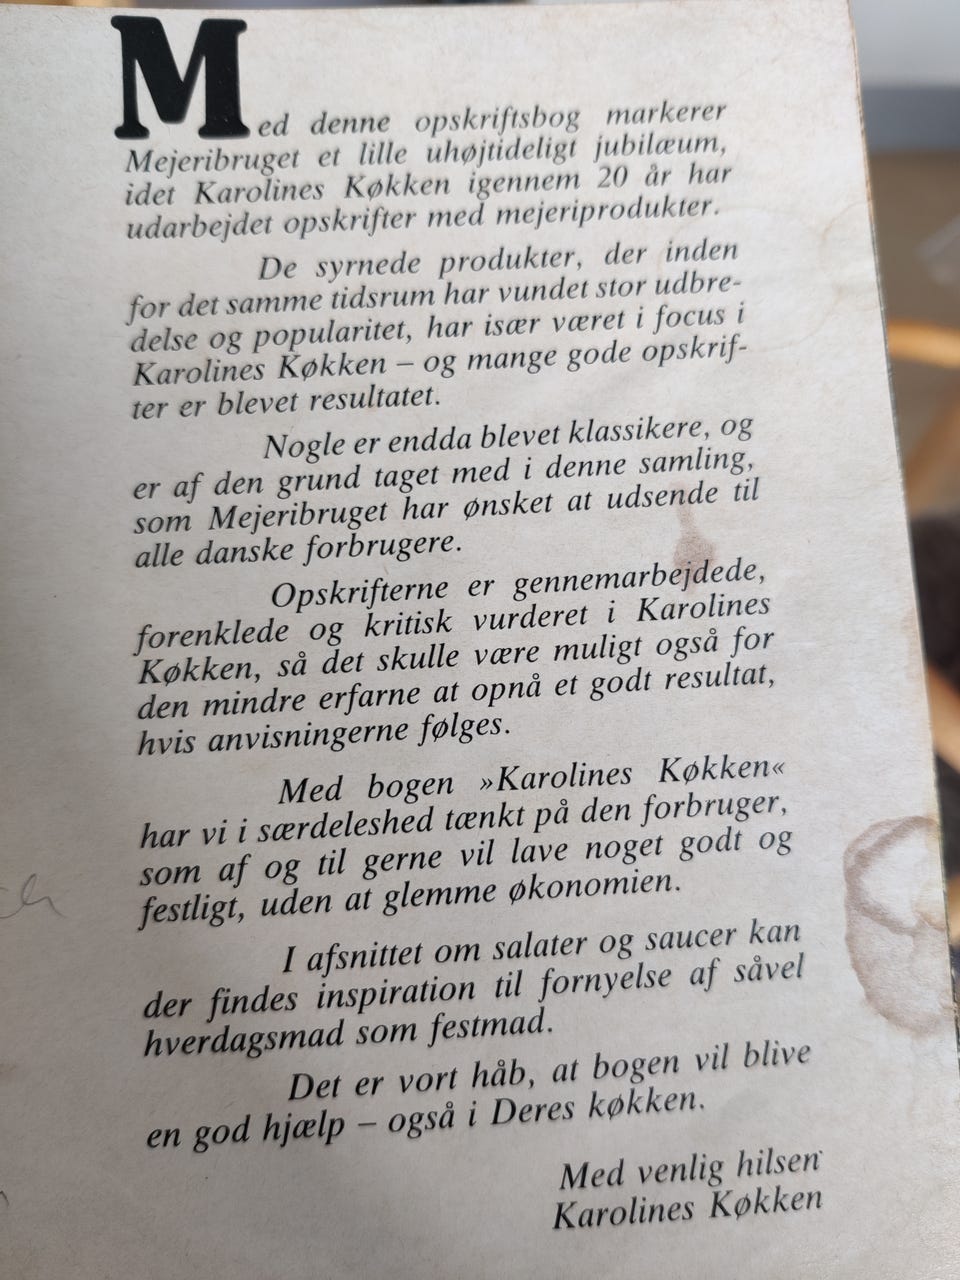 Med denne opskriftsbog markerer
Mejeribruget et lille uhøjtideligt jubilæum,
idet Karolines Køkken igennem 20 år har
udarbejdet opskrifter med mejeriprodukter.
De syrnede produkter, der inden
for det samme tidsrum har vundet stor udbre-
delse og popularitet, har især været i focus i
Karolines Køkken – og mange gode opskrif-
ter er blevet resultatet.
Nogle er endda blevet klassikere, og
er af den grund taget med i denne samling,
som Mejeribruget har ønsket at udsende til
alle danske forbrugere.
Opskrifterne er gennemarbejdede,
forenklede og kritisk vurderet i Karolines
Køkken, så det skulle være muligt også for
den mindre erfarne at opnå et godt resultat,
hvis anvisningerne følges.
Med bogen »Karolines Køkken«
har vi i særdeleshed tænkt på den forbruger,
som af og til gerne vil lave noget godt og
festligt, uden at glemme økonomien.
I afsnittet om salater og saucer kan
der findes inspiration til fornyelse af såvel
hverdagsmad som festmad.
Det er vort håb, at bogen vil blive
en god hjælp – også i Deres køkken.
Med venlig hilsen
Karolines Køkken